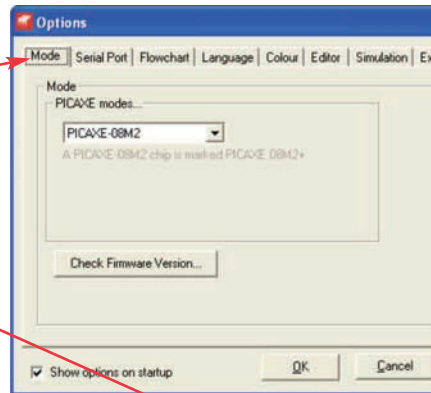 Options
Mode Serial Port Flowchart Language Colour Editor Simulation Ex
Mode
PICAXE modes...
PICAXE-08M2
A PICAXE-08M2 chip is marked PICAXE 08M2+
Check Firmware Version...
Show options on startup OK Cancel